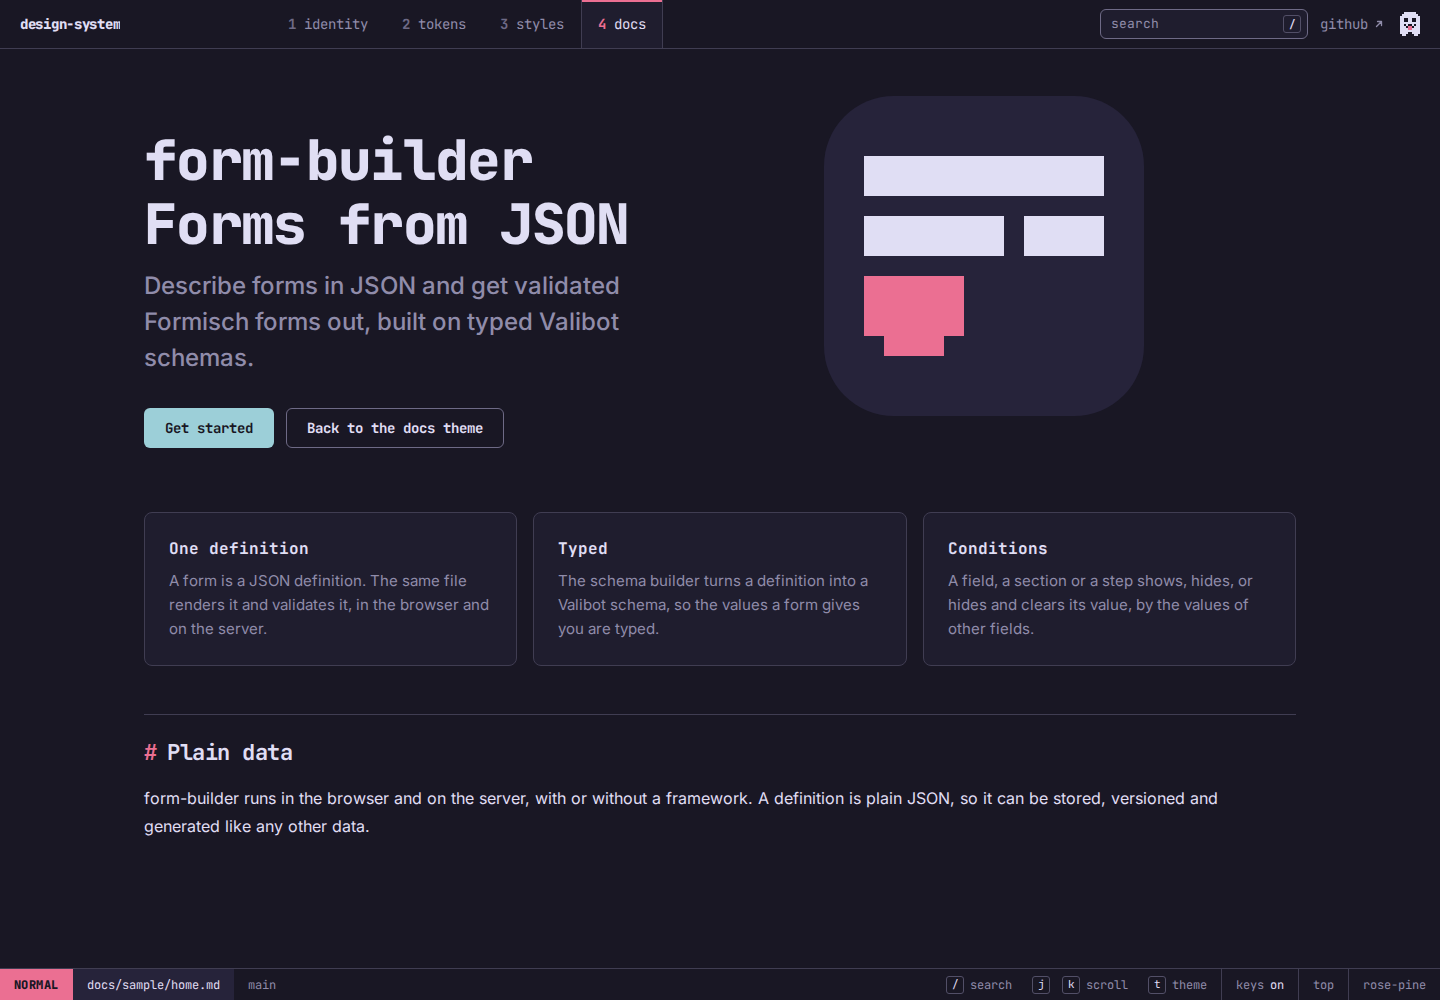 design-system
1 identity
2 tokens
3 styles
4 docs
search /
github ↗
form-builder
Forms from JSON
Describe forms in JSON and get validated
Formisch forms out, built on typed Valibot
schemas.
Get started
Back to the docs theme
One definition
A form is a JSON definition. The same file
renders it and validates it, in the browser and
on the server.
Typed
The schema builder turns a definition into a
Valibot schema, so the values a form gives
you are typed.
Conditions
A field, a section or a step shows, hides, or
hides and clears its value, by the values of
other fields.
# Plain data
form-builder runs in the browser and on the server, with or without a framework. A definition is plain JSON, so it can be stored, versioned and
generated like any other data.
NORMAL
docs/sample/home.md
main
/ search
j k scroll
t theme
keys on
top
rose-pine